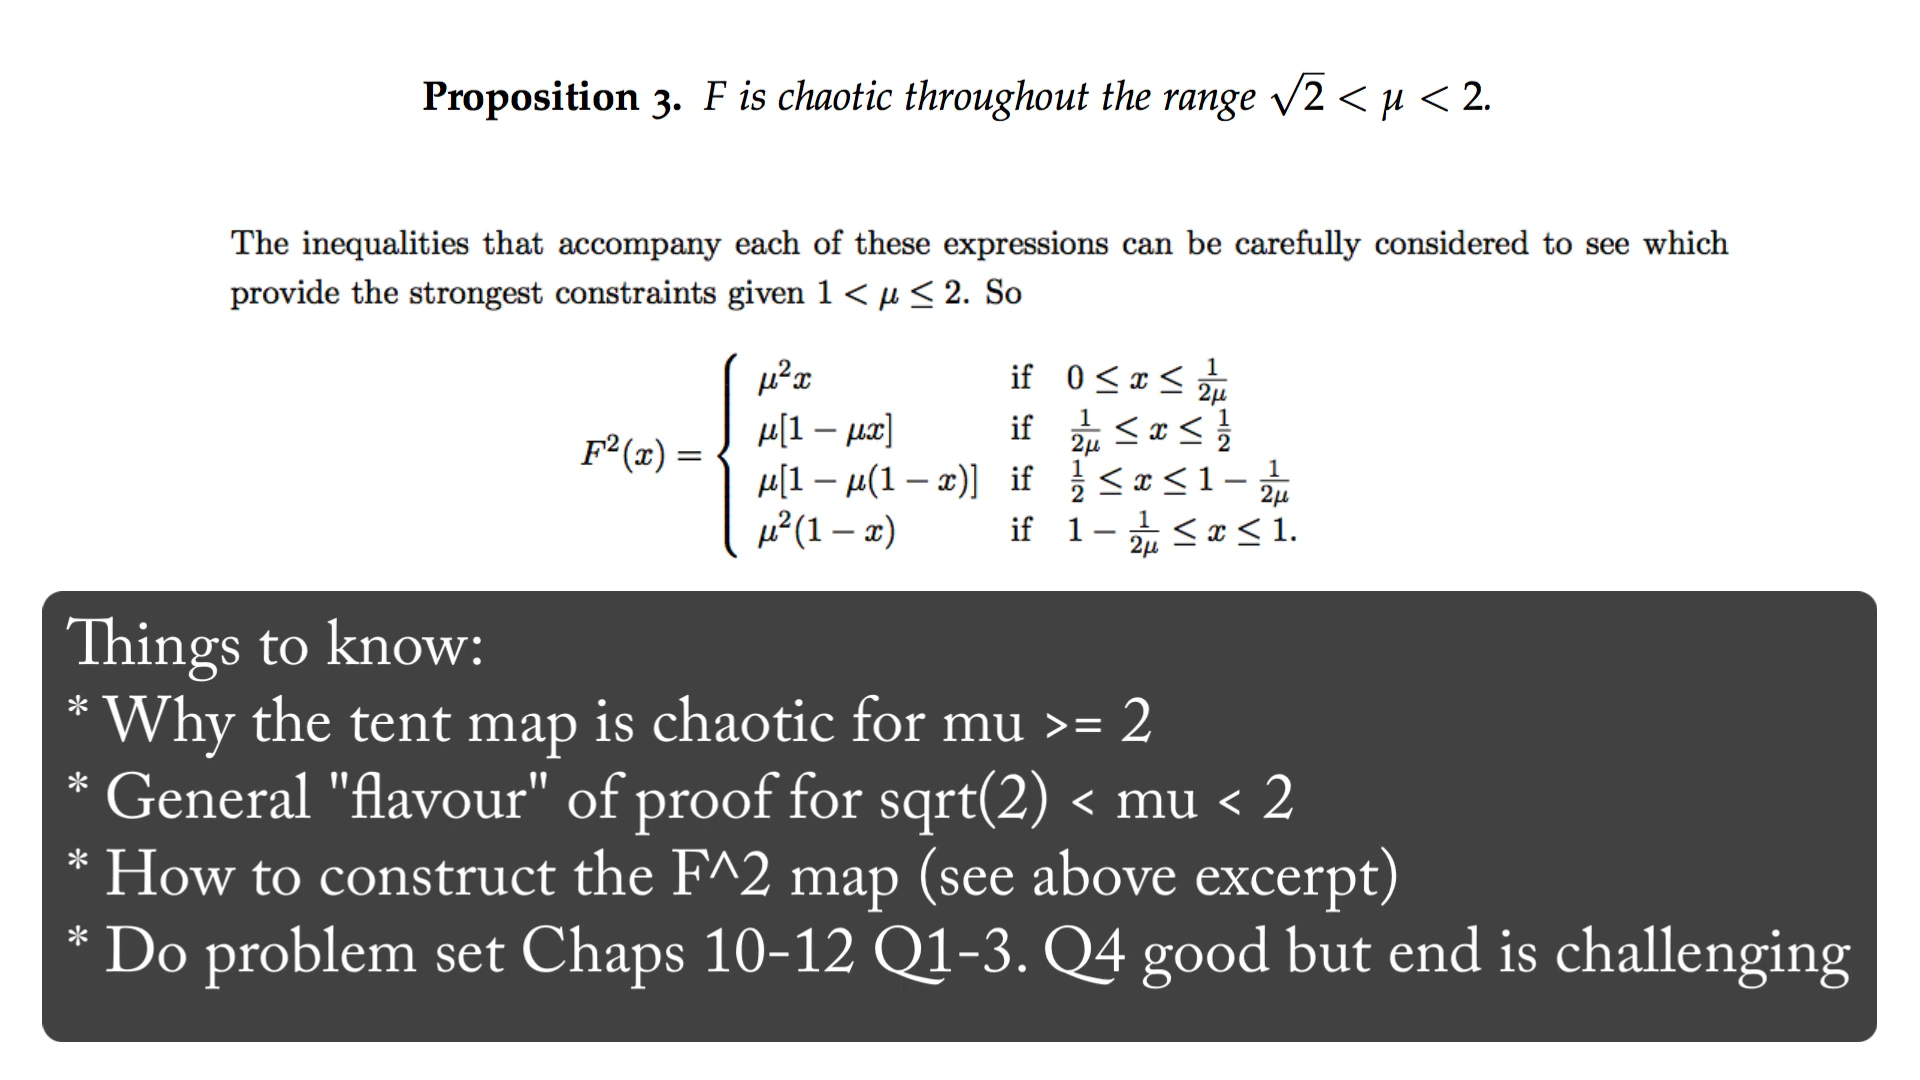 Proposition 3. F is chaotic throughout the range √2 < μ < 2.
The inequalities that accompany each of these expressions can be carefully considered to see which
provide the strongest constraints given 1 < μ ≤ 2. So
F²(x) = { μ²x if 0 ≤ x ≤ 1/2μ
μ[1 − μx] if 1/2μ ≤ x ≤ 1/2
μ[1 − μ(1 − x)] if 1/2 ≤ x ≤ 1 − 1/2μ
μ²(1 − x) if 1 − 1/2μ ≤ x ≤ 1.
Things to know:
* Why the tent map is chaotic for mu >= 2
* General "flavour" of proof for sqrt(2) < mu < 2
* How to construct the F^2 map (see above excerpt)
* Do problem set Chaps 10-12 Q1-3. Q4 good but end is challenging